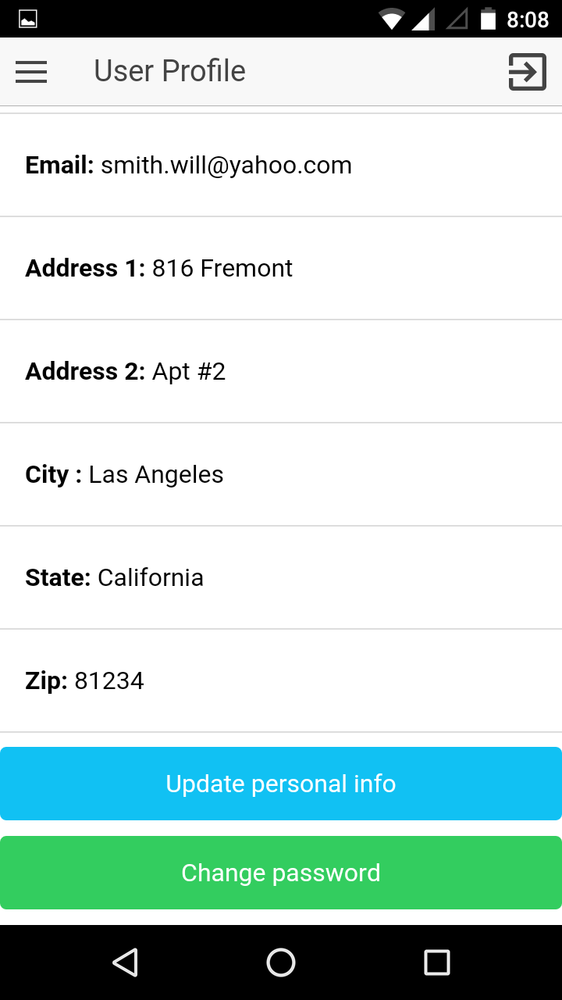 8:08
User Profile
Email: smith.will@yahoo.com
Address 1: 816 Fremont
Address 2: Apt #2
City : Las Angeles
State: California
Zip: 81234
Update personal info
Change password